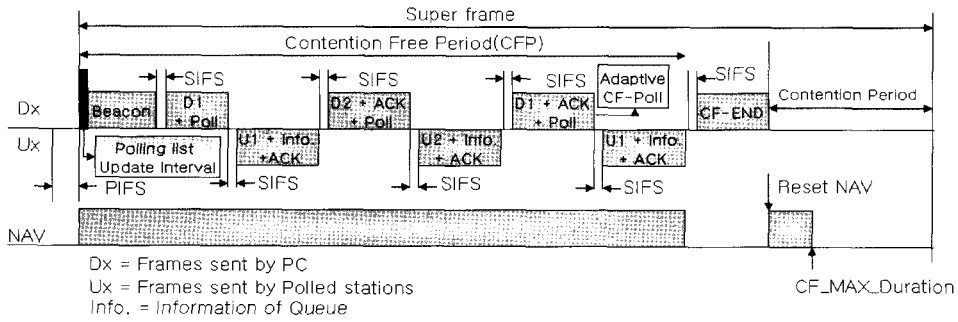 Super frame
Contention Free Period(CFP)
SIFS
SIFS
SIFS
Adaptive
CF-Poll
SIFS
Contention Period
Dx
Beacon
D1
+ Poll
D2 + ACK
+ Poll
D1 + ACK
+ Poll
CF-END
Ux
Polling list
Update Interval
U1 + Info.
+ACK
U2 + Info.
+ ACK
U1 + Info.
+ ACK
PIFS
SIFS
SIFS
SIFS
Reset NAV
NAV
Dx = Frames sent by PC
Ux = Frames sent by Polled stations
Info. = Information of Queue
CF_MAX_Duration